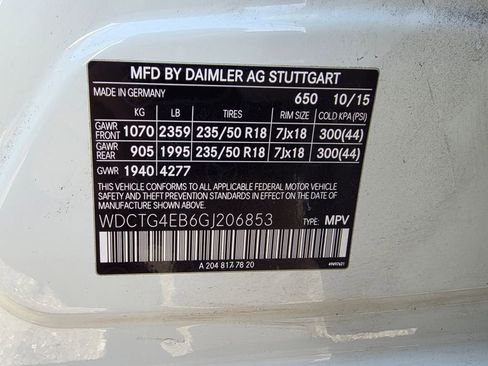 MFD BY DAIMLER AG STUTTGART
MADE IN GERMANY 650 10/15
KG LB TIRES RIM SIZE COLD KPA(PSI)
GAWR FRONT 1070 2359 235/50 R18 7Jx18 300(44)
GAWR REAR 905 1995 235/50 R18 7Jx18 300(44)
GVWR 1940 4277
THIS VEHICLE CONFORMS TO ALL APPLICABLE FEDERAL MOTOR VEHICLE
SAFETY AND THEFT PREVENTION STANDARDS IN EFFECT ON THE DATE
OF MANUFACTURE SHOWN ABOVE.
WDCTG4EB6GJ206853 TYPE: MPV
A 204 817 78 20